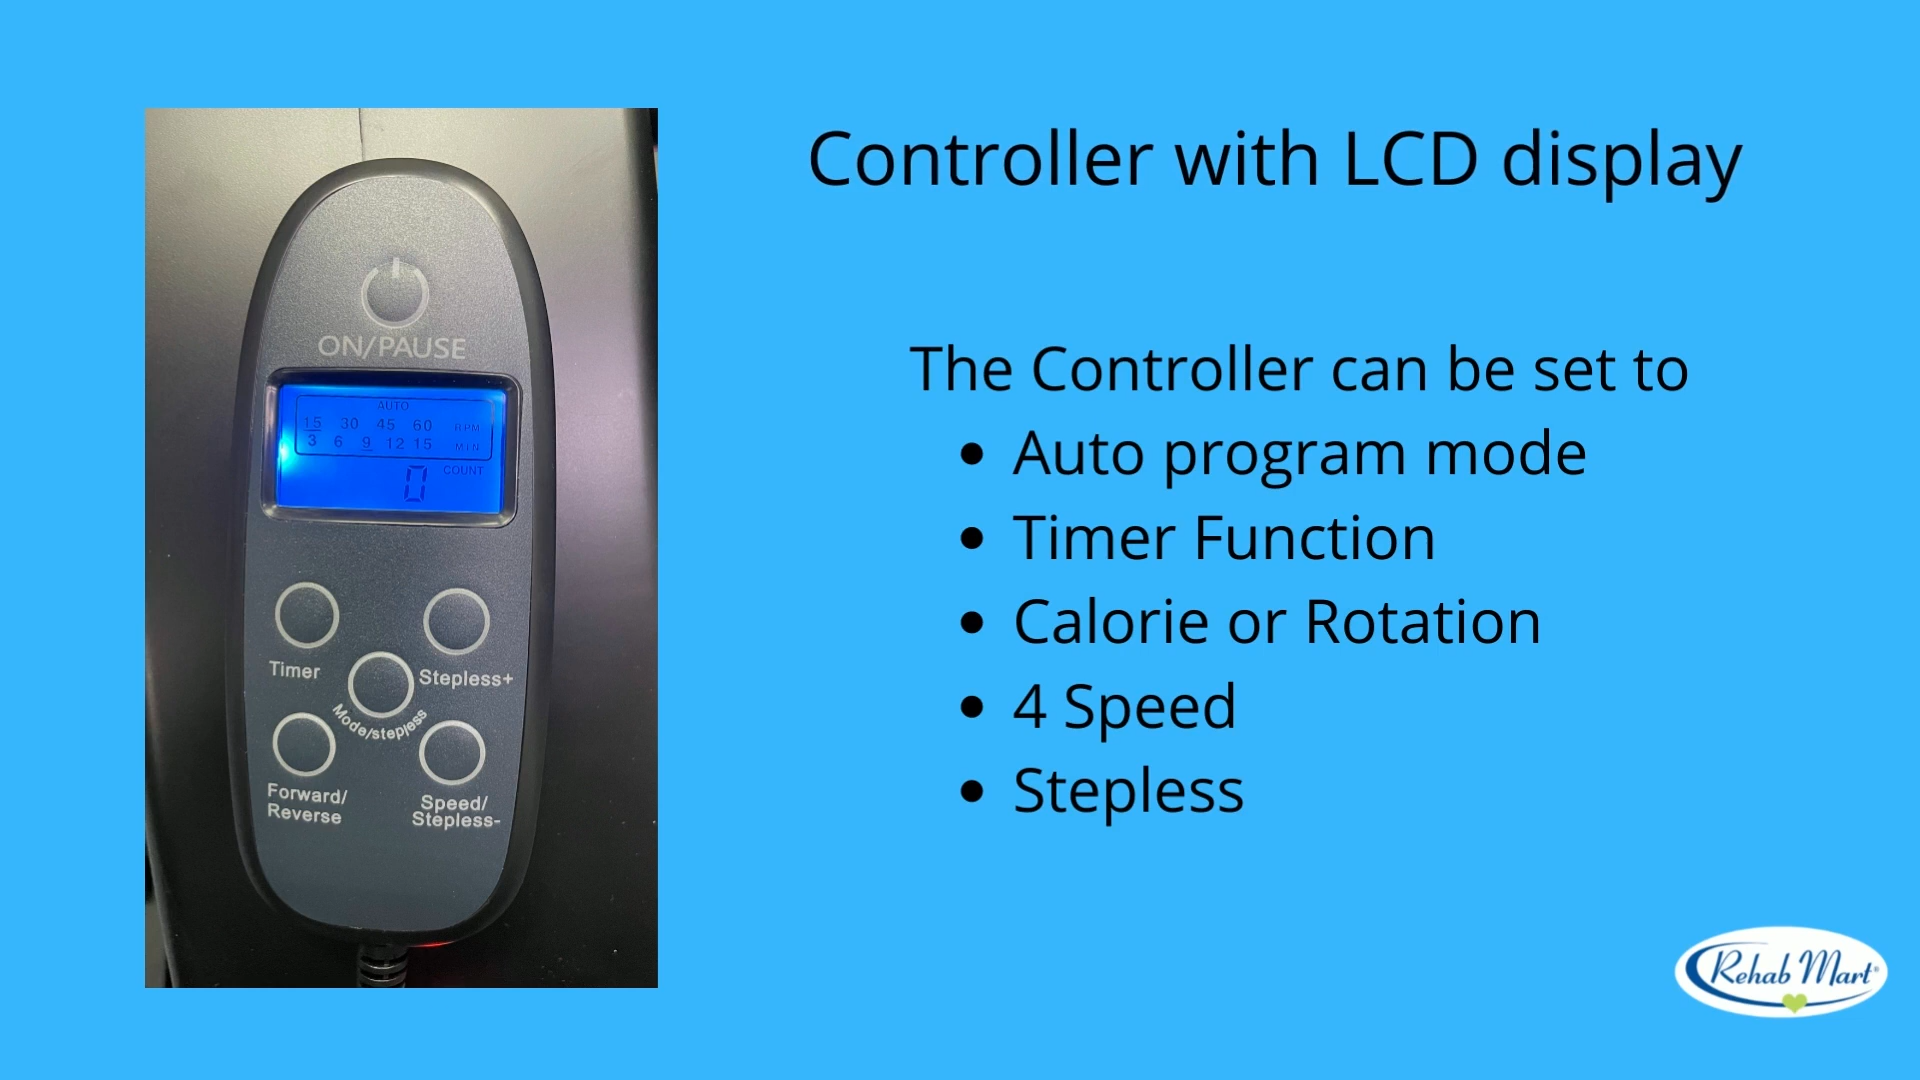 Controller with LCD display
The Controller can be set to
• Auto program mode
• Timer Function
• Calorie or Rotation
• 4 Speed
• Stepless
ON/PAUSE
AUTO
15 30 45 60 RPM
3 6 9 12 15 MIN
COUNT
0
Timer
Stepless+
Mode/stepless
Forward/
Reverse
Speed/
Stepless-
Rehab Mart